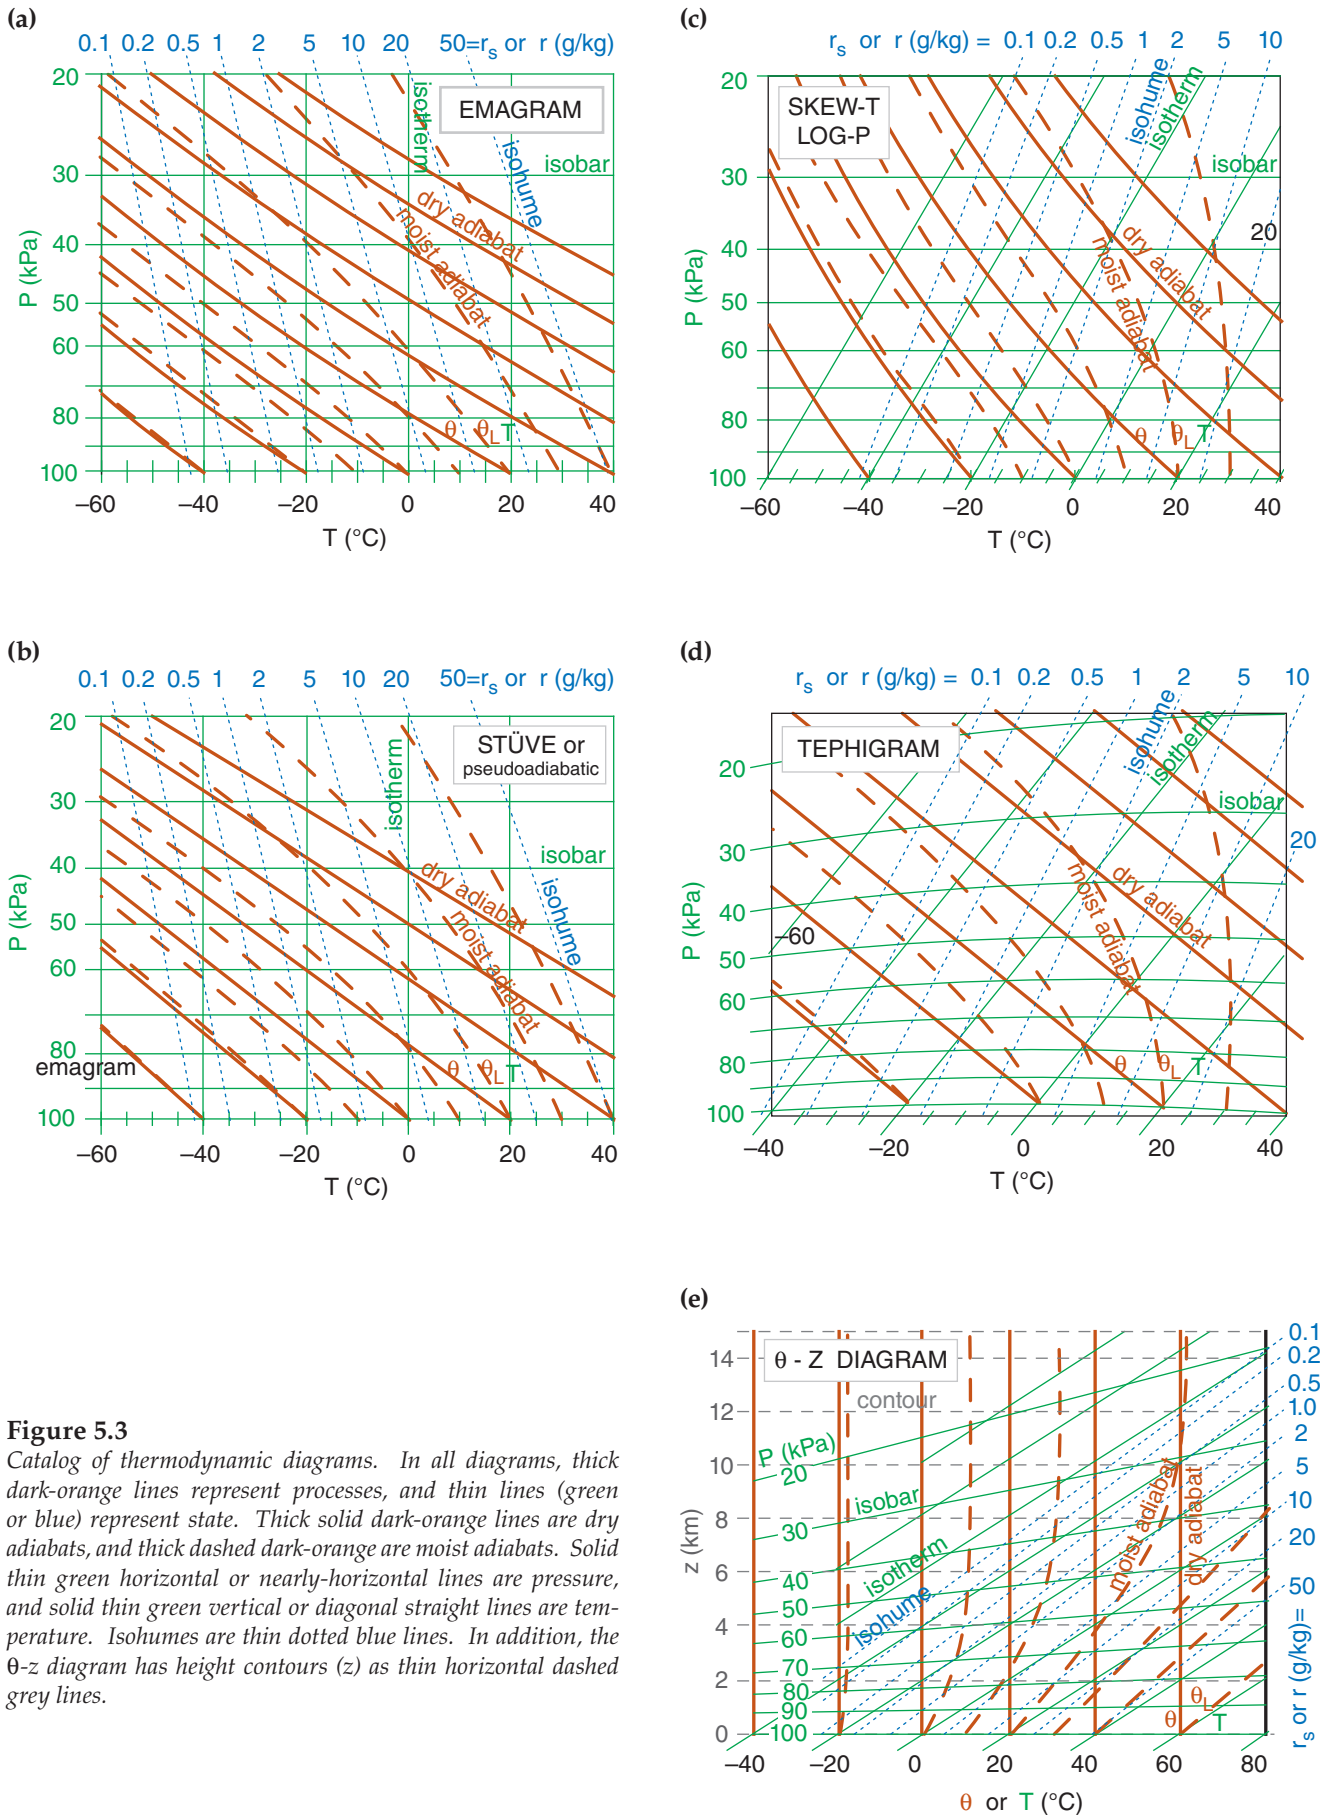 (a)
0.1 0.2 0.5 1 2 5 10 20 50=rs or r (g/kg)
20
30
40
50
60
80
100
P (kPa)
EMAGRAM
isotherm
isohume
isobar
dry adiabat
moist adiabat
θ θL T
–60 –40 –20 0 20 40
T (°C)
(c)
rs or r (g/kg) = 0.1 0.2 0.5 1 2 5 10
20
30
40
50
60
80
100
P (kPa)
SKEW-T
LOG-P
isohume
isotherm
isobar
20
dry adiabat
moist adiabat
θ θL T
–60 –40 –20 0 20 40
T (°C)
(b)
0.1 0.2 0.5 1 2 5 10 20 50=rs or r (g/kg)
20
30
40
50
60
80
100
P (kPa)
STÜVE or
pseudoadiabatic
isotherm
isobar
dry adiabat
isohume
moist adiabat
emagram
θ θL T
–60 –40 –20 0 20 40
T (°C)
(d)
rs or r (g/kg) = 0.1 0.2 0.5 1 2 5 10
20
30
40
50
60
80
100
P (kPa)
TEPHIGRAM
isohume
isotherm
isobar
20
dry adiabat
moist adiabat
–60
θ θL T
–40 –20 0 20 40
T (°C)
(e)
14
12
10
8
6
4
2
0
z (km)
θ - Z DIAGRAM
contour
P (kPa)
20
30
40
50
60
70
80
90
100
isobar
isotherm
isohume
moist adiabat
dry adiabat
θL
θ T
0.1
0.2
0.5
1.0
2
5
10
20
50
rs or r (g/kg)=
–40 –20 0 20 40 60 80
θ or T (°C)
Figure 5.3
Catalog of thermodynamic diagrams. In all diagrams, thick
dark-orange lines represent processes, and thin lines (green
or blue) represent state. Thick solid dark-orange lines are dry
adiabats, and thick dashed dark-orange are moist adiabats. Solid
thin green horizontal or nearly-horizontal lines are pressure,
and solid thin green vertical or diagonal straight lines are tem-
perature. Isohumes are thin dotted blue lines. In addition, the
θ-z diagram has height contours (z) as thin horizontal dashed
grey lines.